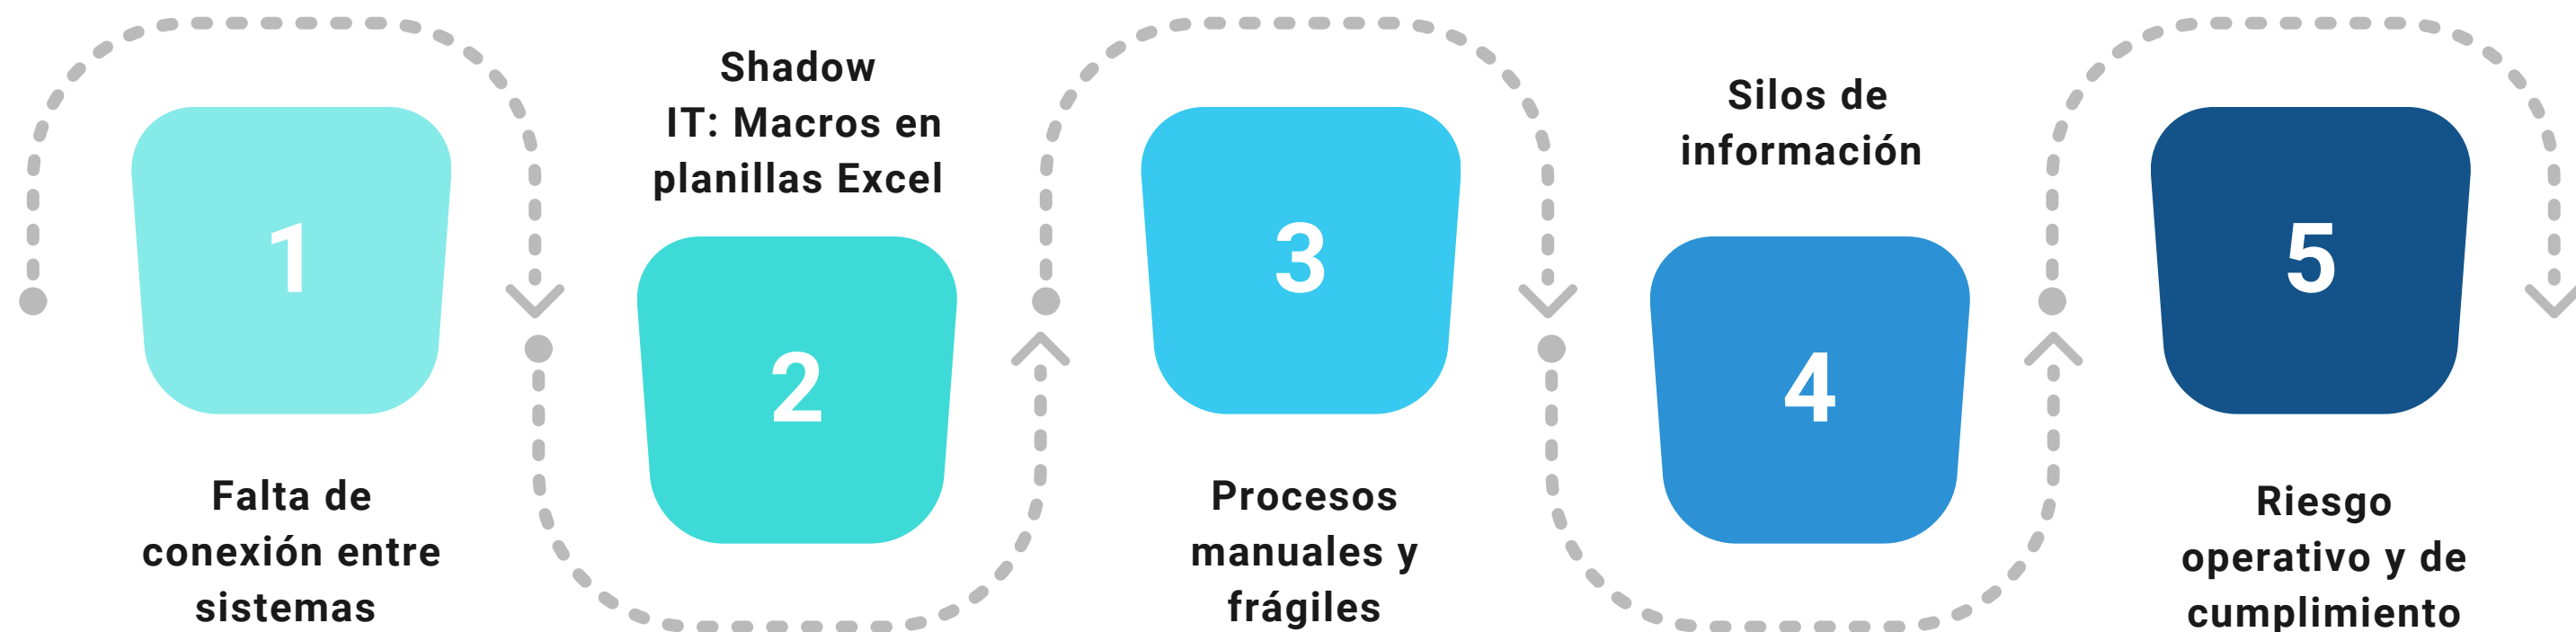 1
Falta de
conexión entre
sistemas
Shadow
IT: Macros en
planillas Excel
2
3
Procesos
manuales y
frágiles
Silos de
información
4
5
Riesgo
operativo y de
cumplimiento